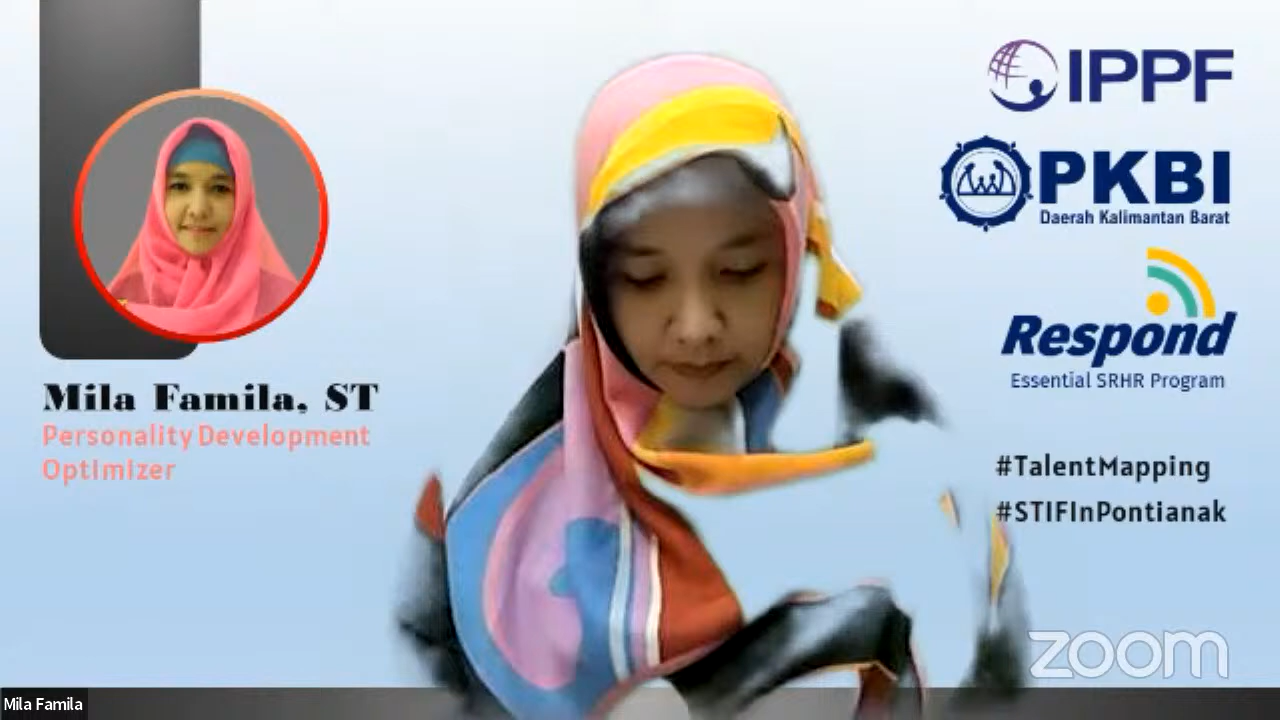 Mila Famila, ST
Personality Development
OptImIzer
IPPF
PKBI
Daerah Kalimantan Barat
Respond
Essential SRHR Program
#TalentMapping
#STIFInPontianak
zoom
Mila Famila